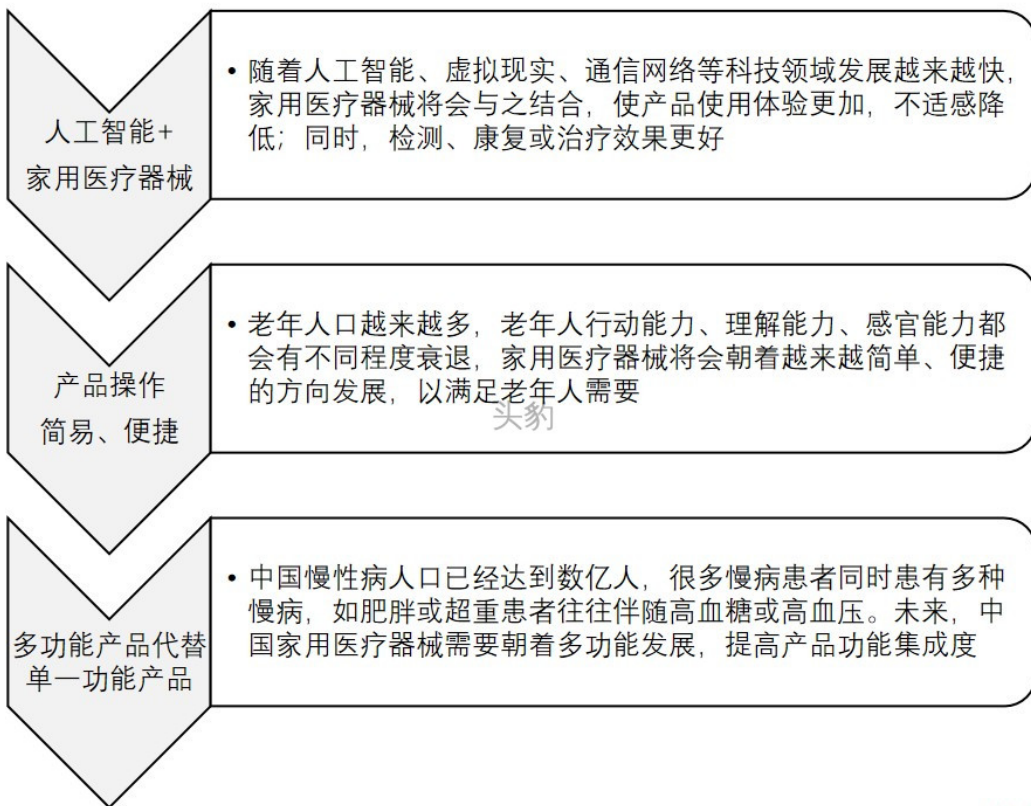 人工智能+
家用医疗器械
• 随着人工智能、虚拟现实、通信网络等科技领域发展越来越快，
家用医疗器械将会与之结合，使产品使用体验更加，不适感降
低；同时，检测、康复或治疗效果更好
产品操作
简易、便捷
• 老年人口越来越多，老年人行动能力、理解能力、感官能力都
会有不同程度衰退，家用医疗器械将会朝着越来越简单、便捷
的方向发展，以满足老年人需要
头豹
多功能产品代替
单一功能产品
• 中国慢性病人口已经达到数亿人，很多慢病患者同时患有多种
慢病，如肥胖或超重患者往往伴随高血糖或高血压。未来，中
国家用医疗器械需要朝着多功能发展，提高产品功能集成度